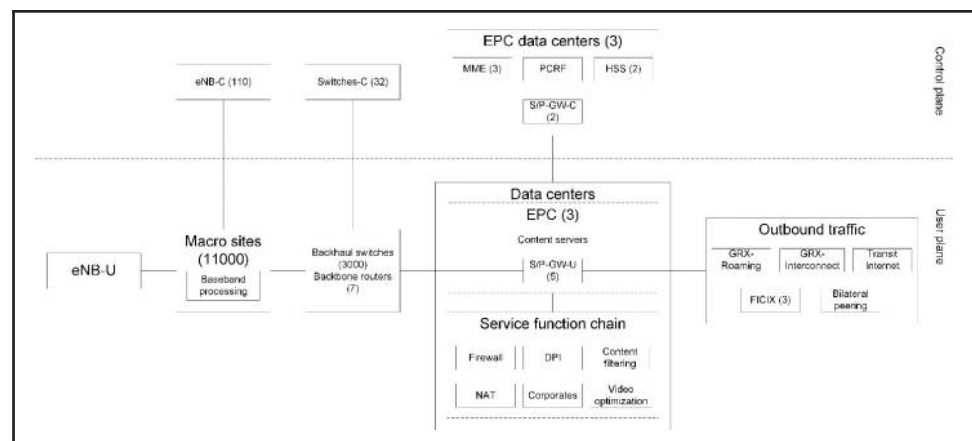 EPC data centers (3)
MME (3)
PCRF
HSS (2)
eNB-C (110)
Switches-C (32)
S/P-GW-C
(2)
Control plane
Data centers
EPC (3)
Content servers
S/P-GW-U
(5)
User plane
eNB-U
Macro sites
(11000)
Baseband
processing
Backhaul switches
(3000)
Backbone routers
(7)
Outbound traffic
GRX-
Roaming
GRX-
Interconnect
Transit
Internet
FICIX (3)
Bilateral
peering
Service function chain
Firewall
DPI
Content
filtering
NAT
Corporates
Video
optimization